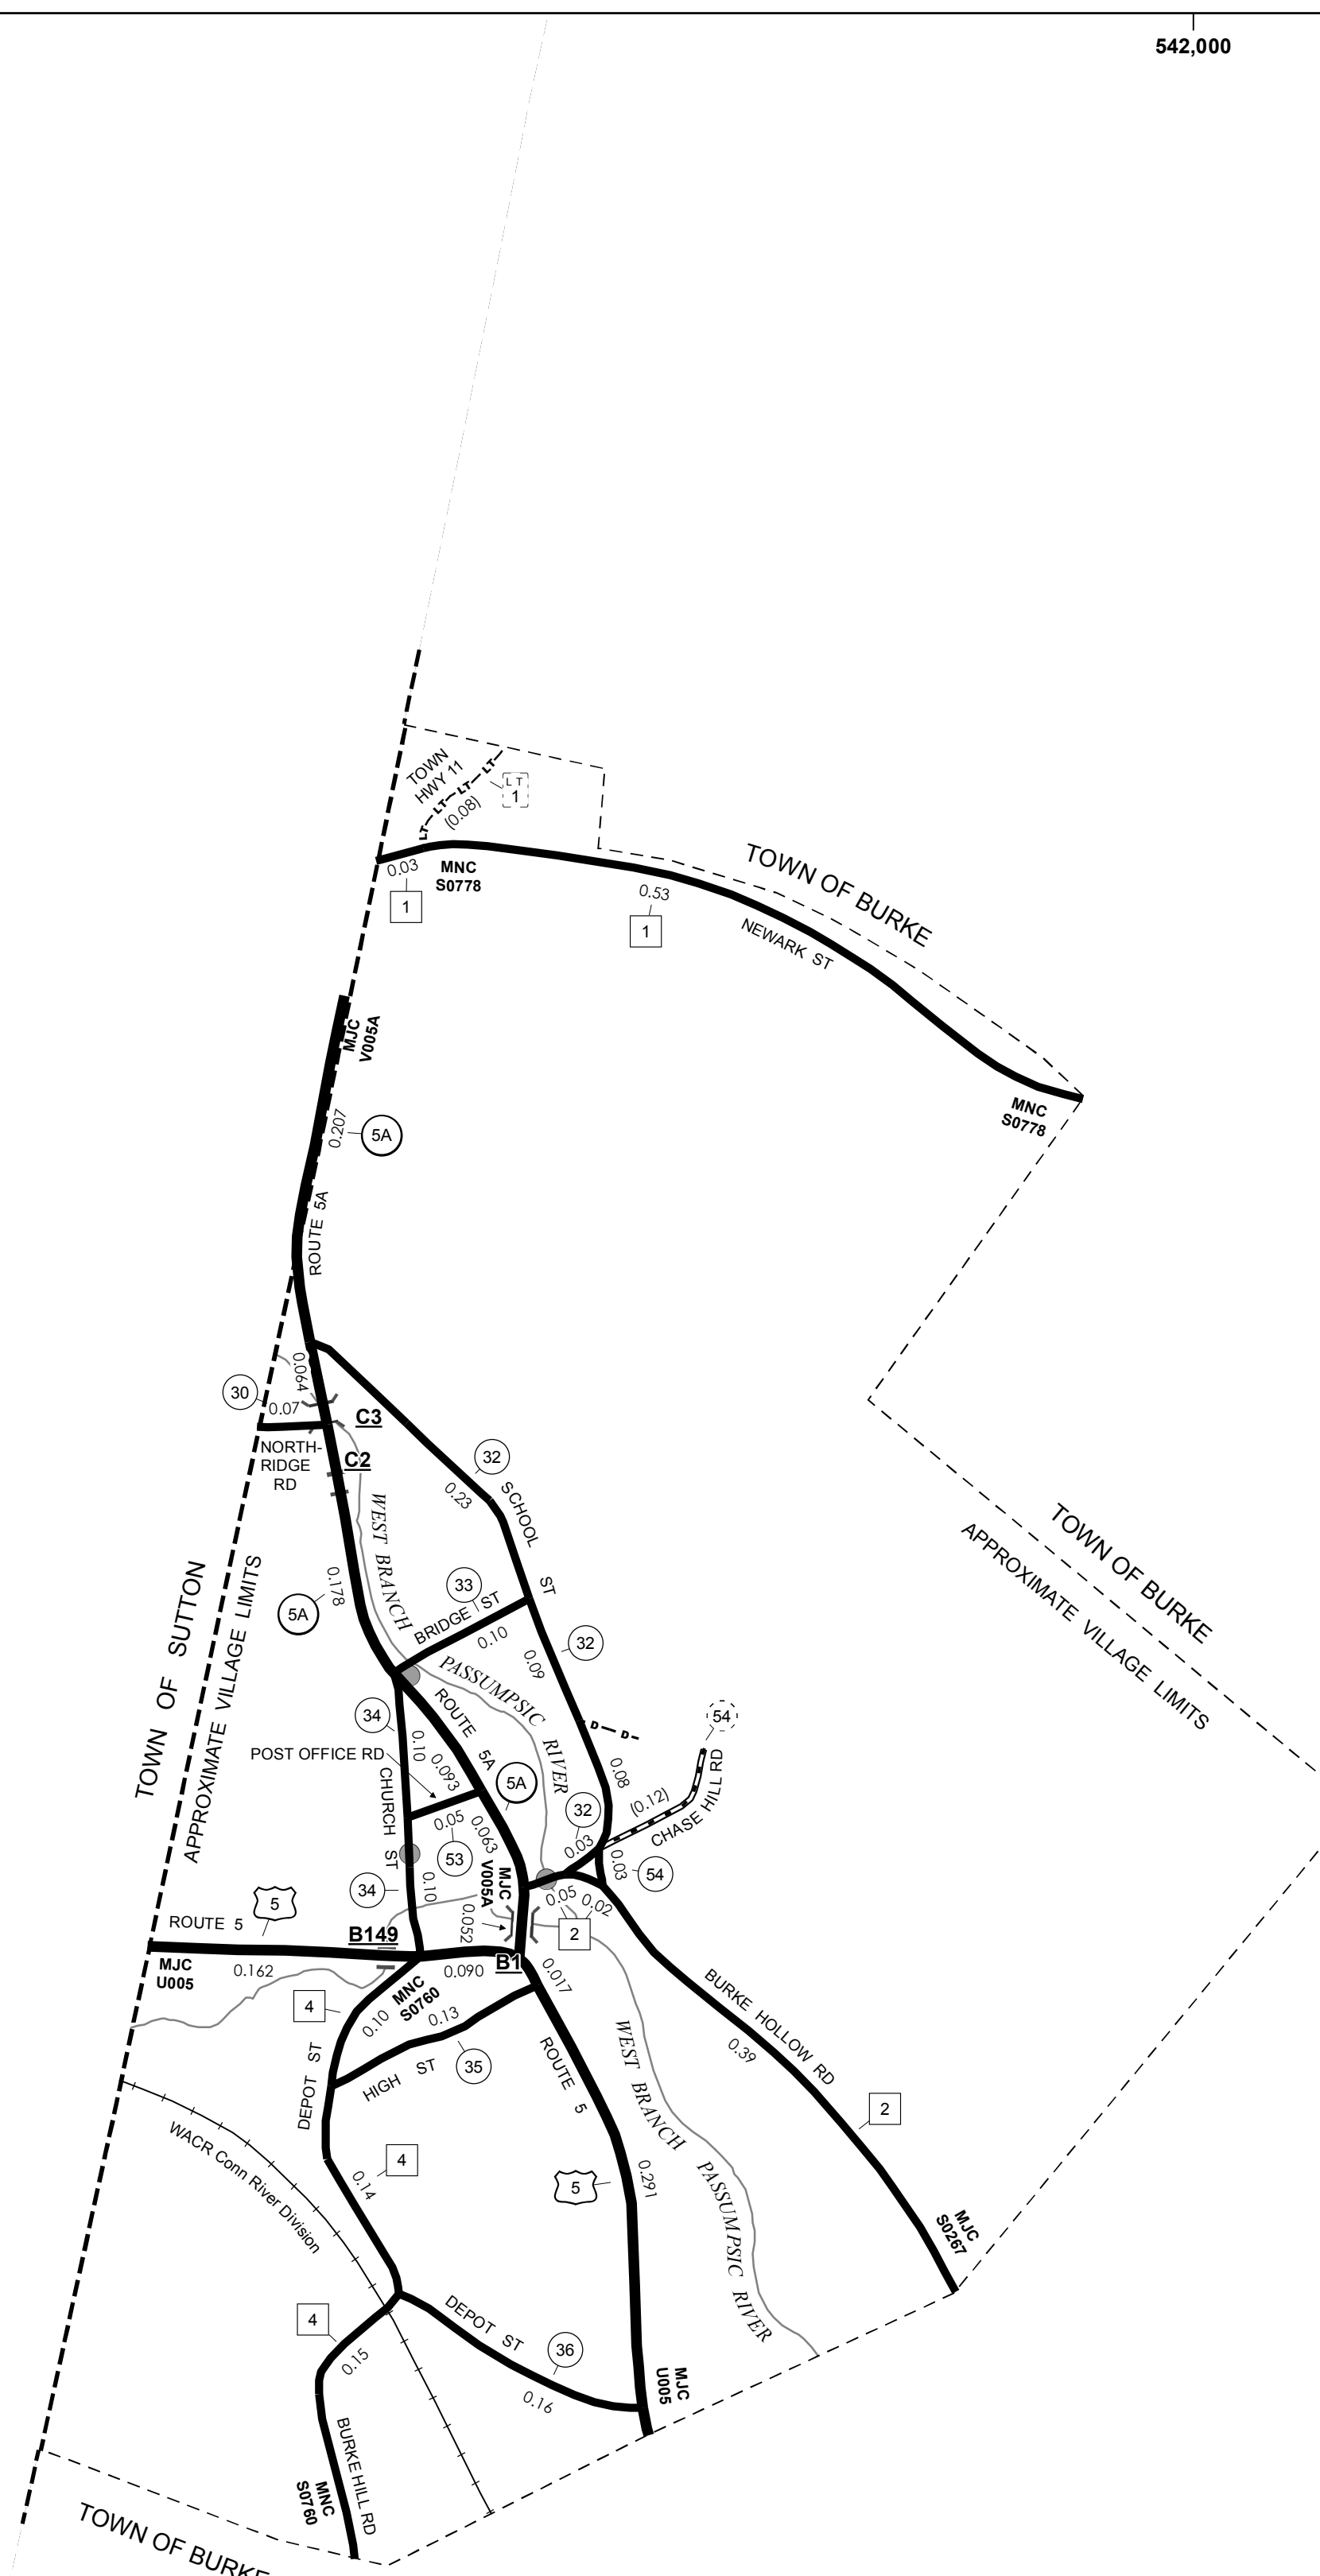 542,000
TOWN
HWY 11
LT
LT
LT
LT
(0.08)
L T
1
0.03
MNC
S0778
1
0.53
1
NEWARK ST
TOWN OF BURKE
MNC
S0778
MJC
V005A
0.207
5A
ROUTE 5A
0.064
30
0.07
C3
NORTH-
RIDGE
RD
C2
32
0.23
SCHOOL ST
WEST BRANCH
0.178
5A
33
BRIDGE ST
0.10
32
0.09
TOWN OF SUTTON
APPROXIMATE VILLAGE LIMITS
TOWN OF BURKE
APPROXIMATE VILLAGE LIMITS
PASSUMPSIC RIVER
34
ROUTE 5A
D
D
54
POST OFFICE RD
0.10
0.093
5A
0.08
CHURCH ST
0.05
0.063
32
(0.12)
CHASE HILL RD
53
0.03
0.03
54
34
0.10
MJC
V005A
0.05
0.02
5
ROUTE 5
B149
0.052
2
MJC
U005
0.162
0.090
B1
0.017
4
MNC
S0760
0.10
0.13
BURKE HOLLOW RD
0.39
DEPOT ST
HIGH ST
35
ROUTE 5
WEST BRANCH
2
WACR Conn River Division
4
0.14
5
0.291
PASSUMPSIC RIVER
MJC
S0267
4
0.15
DEPOT ST
36
0.16
MJC
U005
BURKE HILL RD
MNC
S0760
TOWN OF BURKE